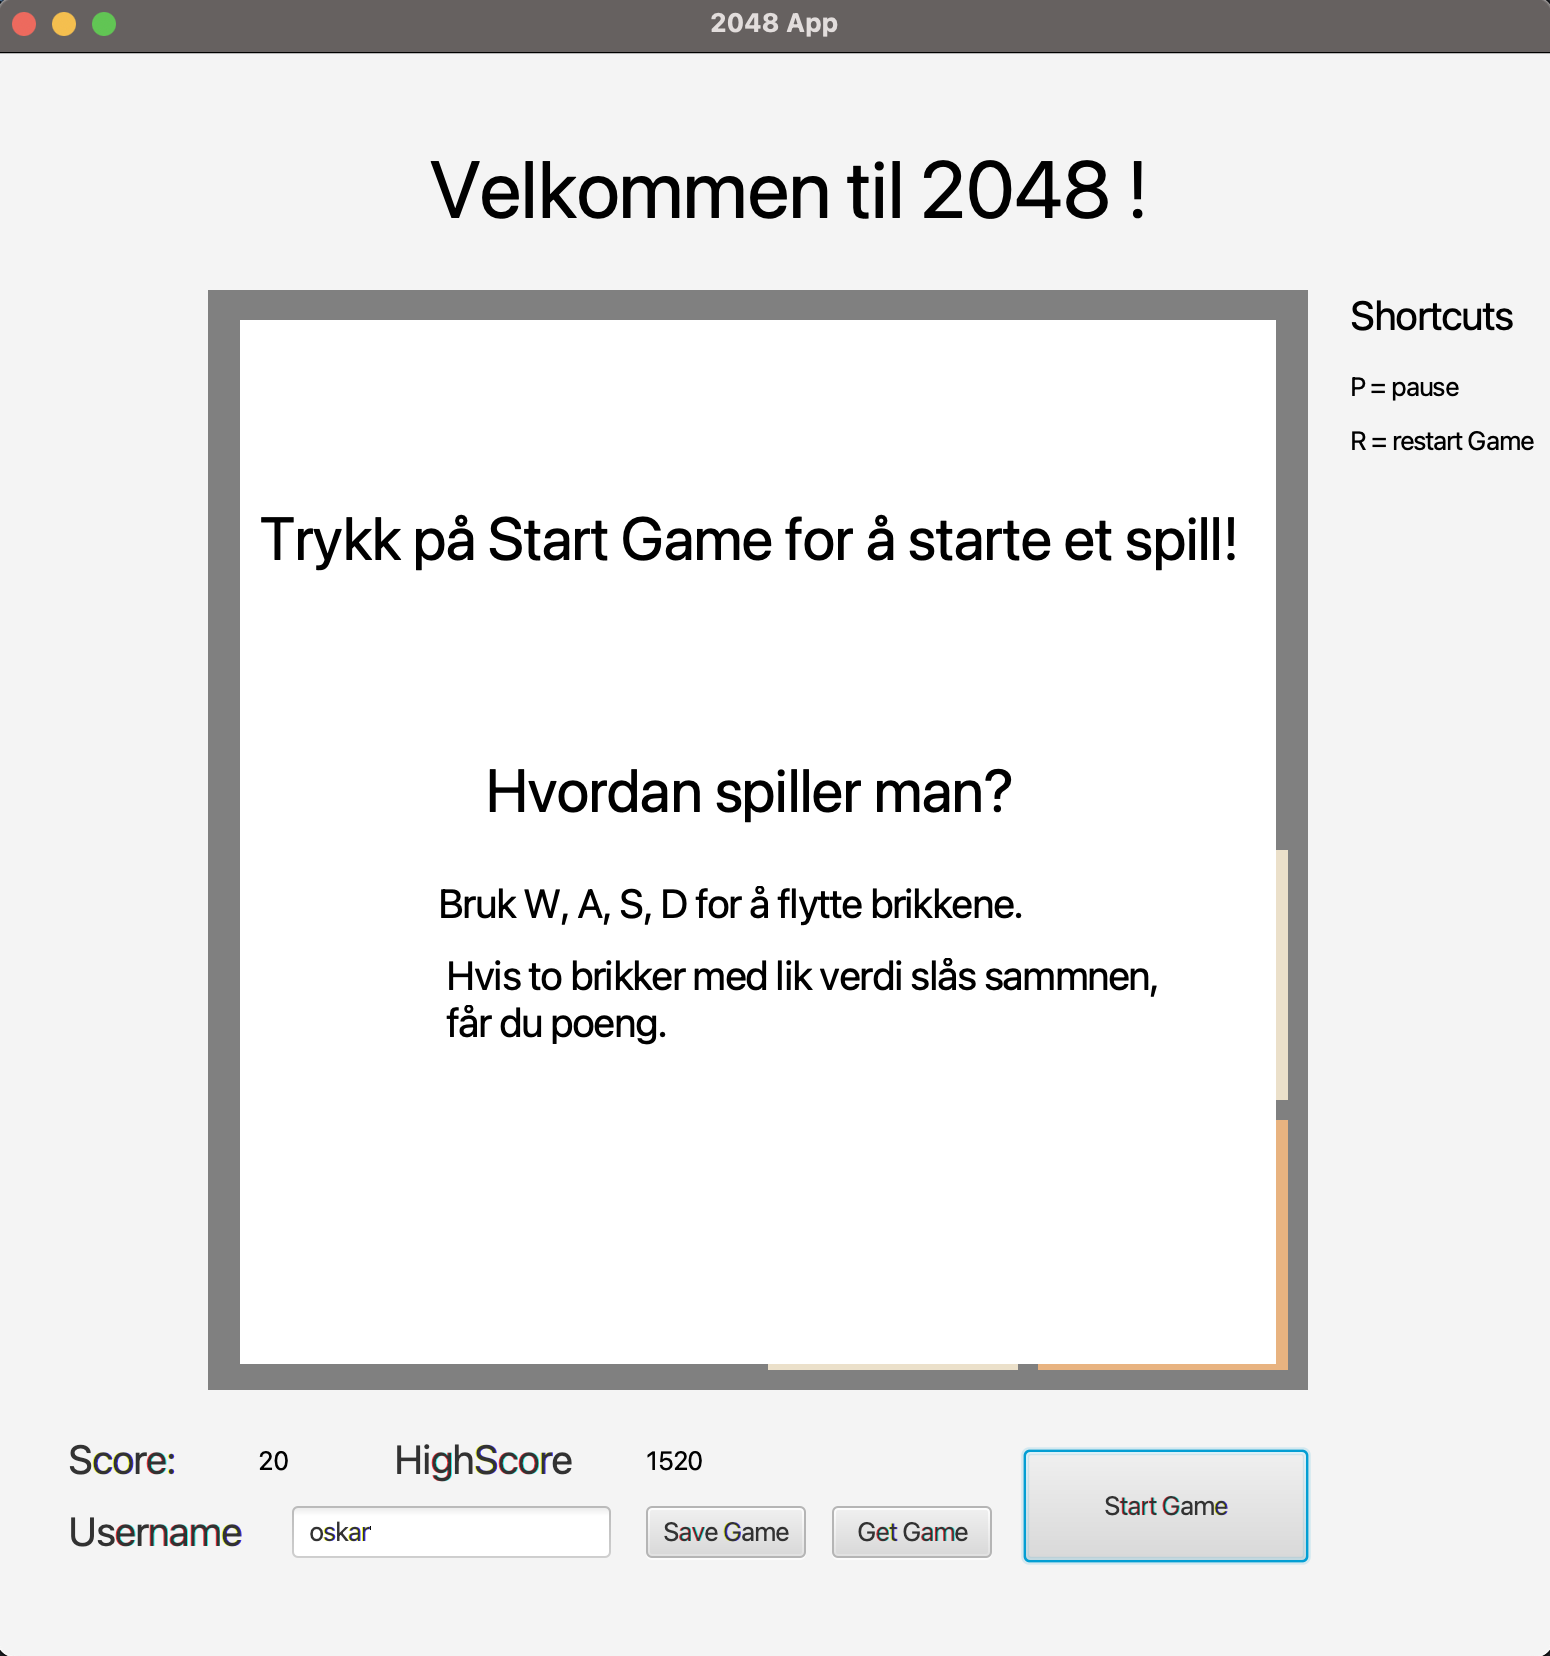 2048 App
Velkommen til 2048 !
Shortcuts
P = pause
R = restart Game
Trykk på Start Game for å starte et spill!
Hvordan spiller man?
Bruk W, A, S, D for å flytte brikkene.
Hvis to brikker med lik verdi slås sammnen,
får du poeng.
Score: 20 HighScore 1520
Username oskar Save Game Get Game Start Game